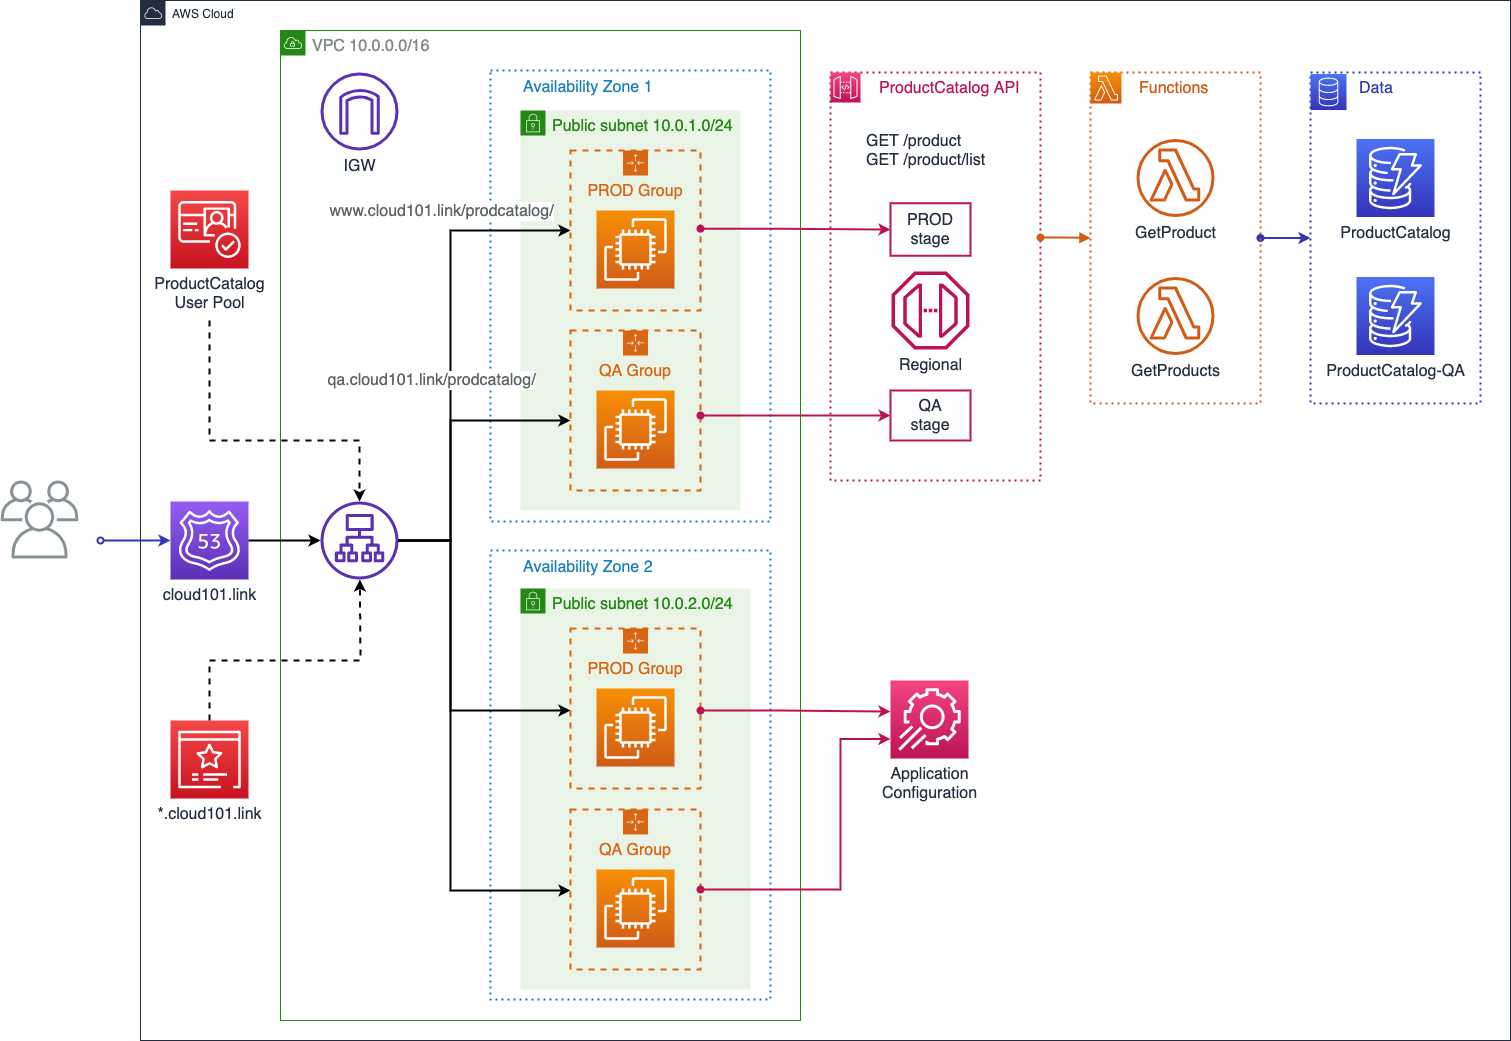 AWS Cloud
VPC 10.0.0.0/16
IGW
Availability Zone 1
Public subnet 10.0.1.0/24
PROD Group
www.cloud101.link/prodcatalog/
QA Group
qa.cloud101.link/prodcatalog/
ProductCatalog
User Pool
53
cloud101.link
*.cloud101.link
Availability Zone 2
Public subnet 10.0.2.0/24
PROD Group
QA Group
ProductCatalog API
GET /product
GET /product/list
PROD
stage
Regional
QA
stage
Functions
GetProduct
GetProducts
Data
ProductCatalog
ProductCatalog-QA
Application
Configuration